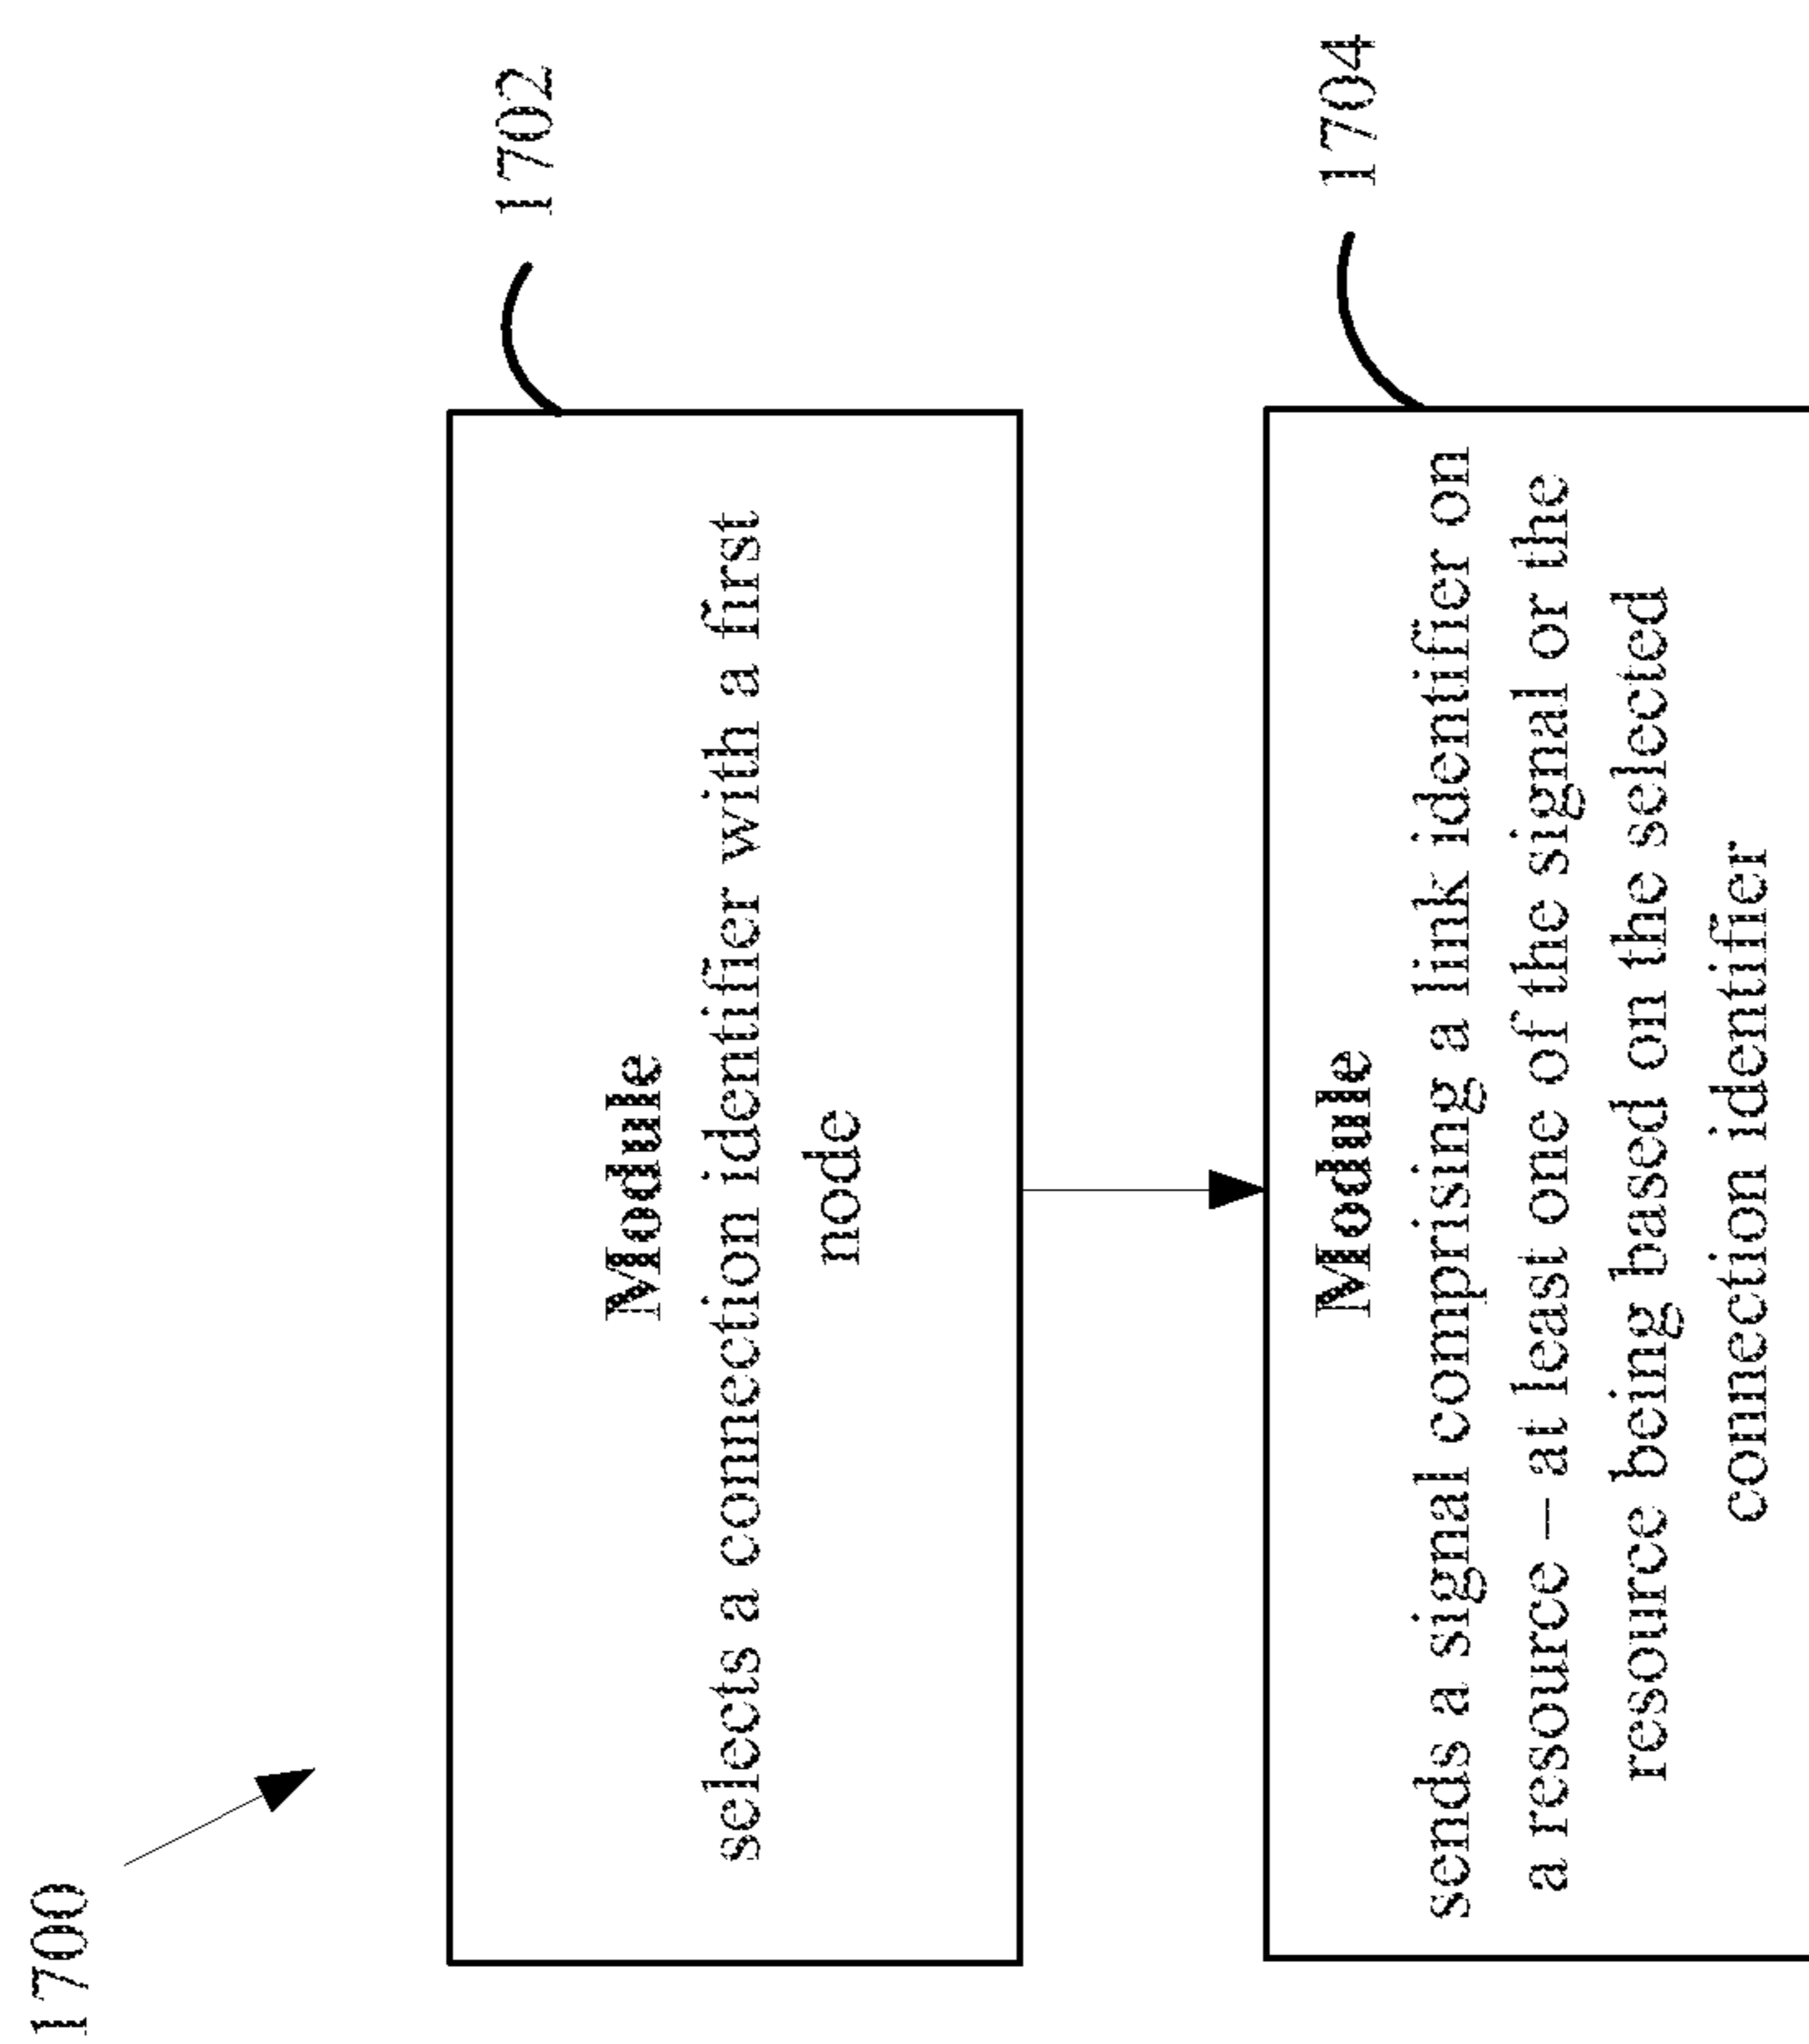 1700
1702
Module
selects a connection identifier with a first
node
1704
Module
sends a signal comprising a link identifier on
a resource – at least one of the signal or the
resource being based on the selected
connection identifier